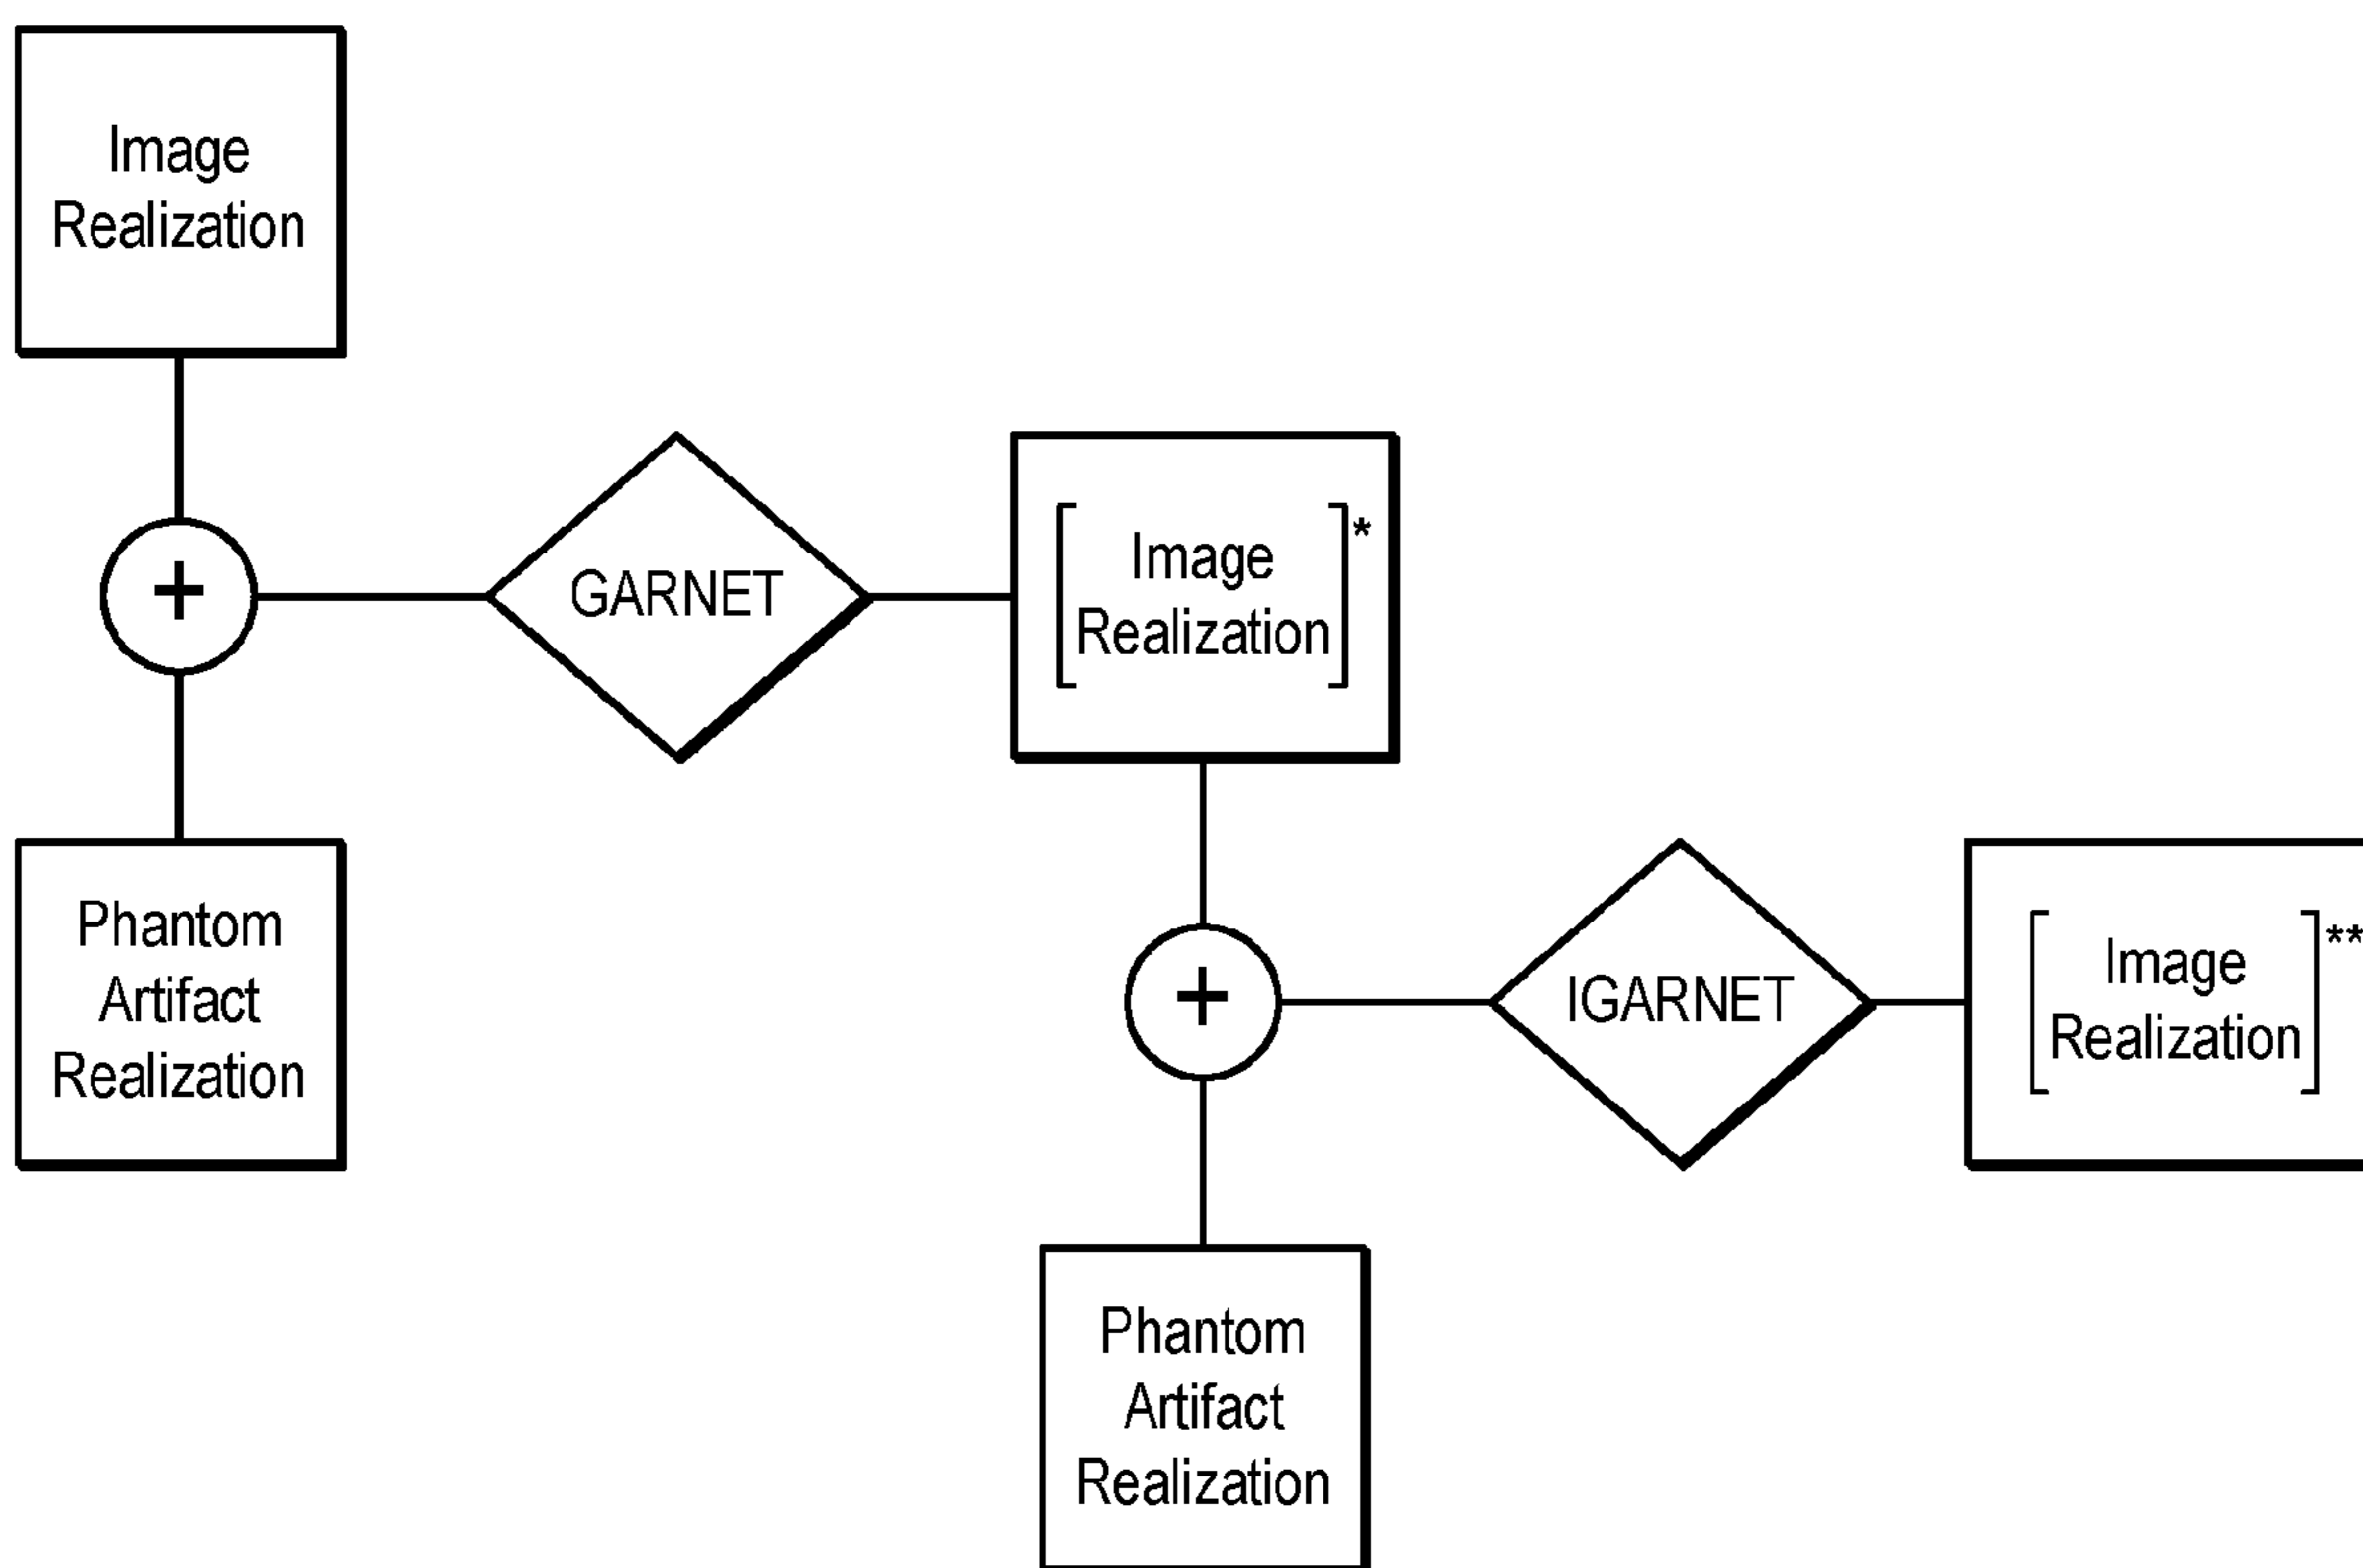 Image
Realization
+
Phantom
Artifact
Realization
GARNET
[Image
Realization]*
+
Phantom
Artifact
Realization
IGARNET
[Image
Realization]**